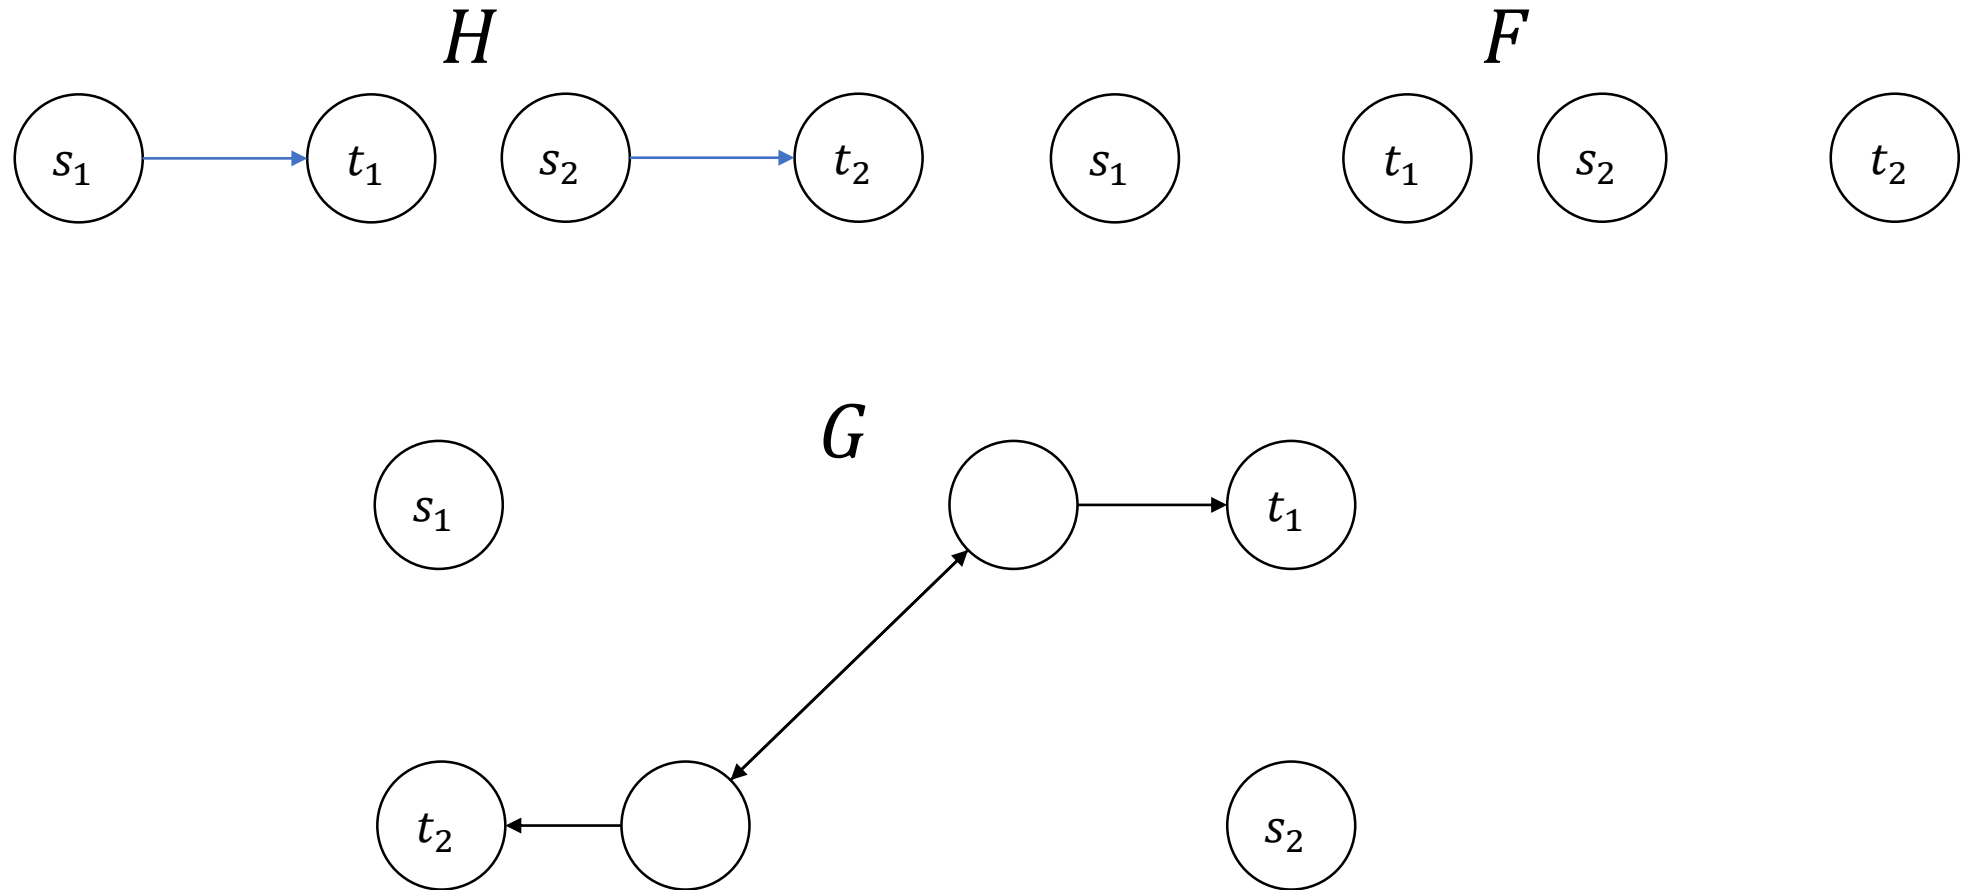 H F
s₁ t₁ s₂ t₂ s₁ t₁ s₂ t₂
G
s₁ t₁
t₂ s₂